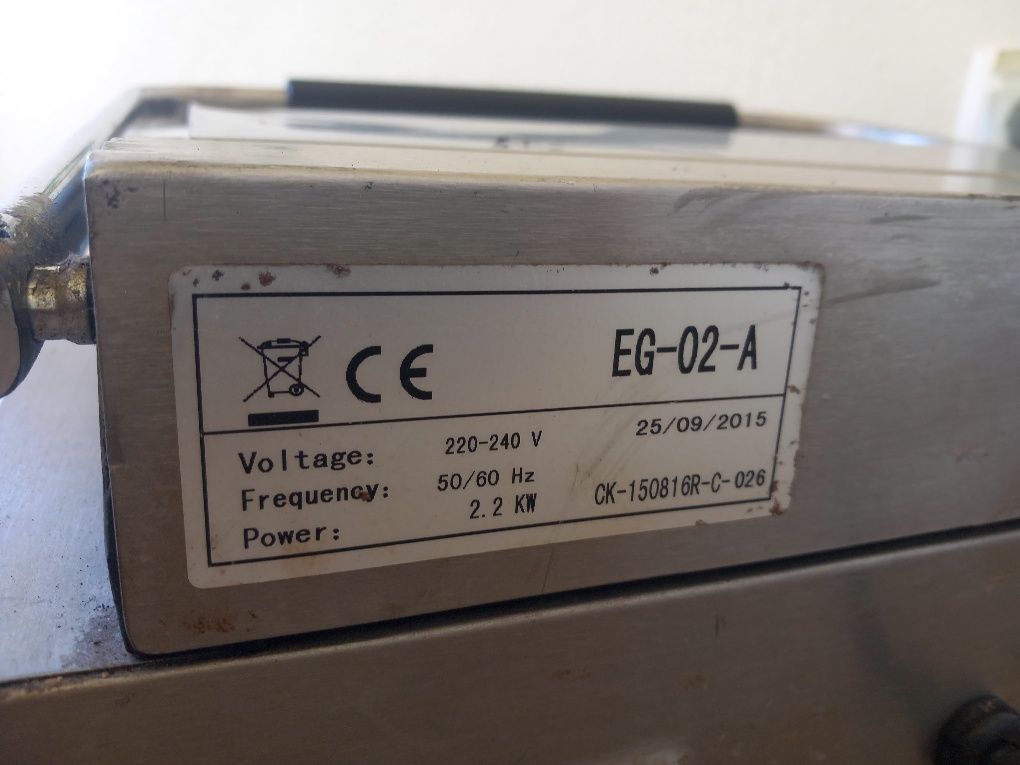 CE
EG-02-A
25/09/2015
Voltage: 220-240 V
Frequency: 50/60 Hz
Power: 2.2 KW
CK-150816R-C-026